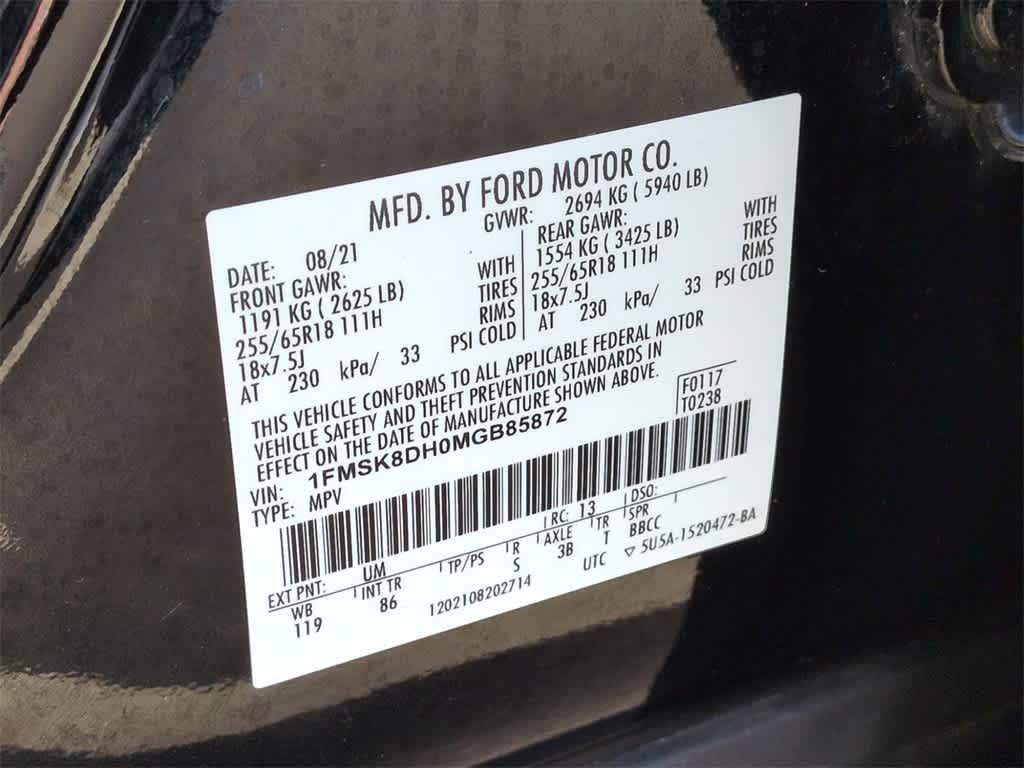 MFD. BY FORD MOTOR CO.
DATE: 08/21 GVWR: 2694 KG ( 5940 LB)
FRONT GAWR: REAR GAWR:
1191 KG ( 2625 LB) WITH 1554 KG ( 3425 LB) WITH
255/65R18 111H TIRES 255/65R18 111H TIRES
18x7.5J RIMS 18x7.5J RIMS
AT 230 kPa/ 33 PSI COLD AT 230 kPa/ 33 PSI COLD
THIS VEHICLE CONFORMS TO ALL APPLICABLE FEDERAL MOTOR
VEHICLE SAFETY AND THEFT PREVENTION STANDARDS IN
EFFECT ON THE DATE OF MANUFACTURE SHOWN ABOVE.
F0117
T0238
VIN: 1FMSK8DH0MGB85872
TYPE: MPV
EXT PNT: UM RC: 13 DSO:
WB INT TR TP/PS R AXLE TR SPR
119 86 S 3B T BBCC
1202108202714 UTC ▽ 5U5A-1520472-BA